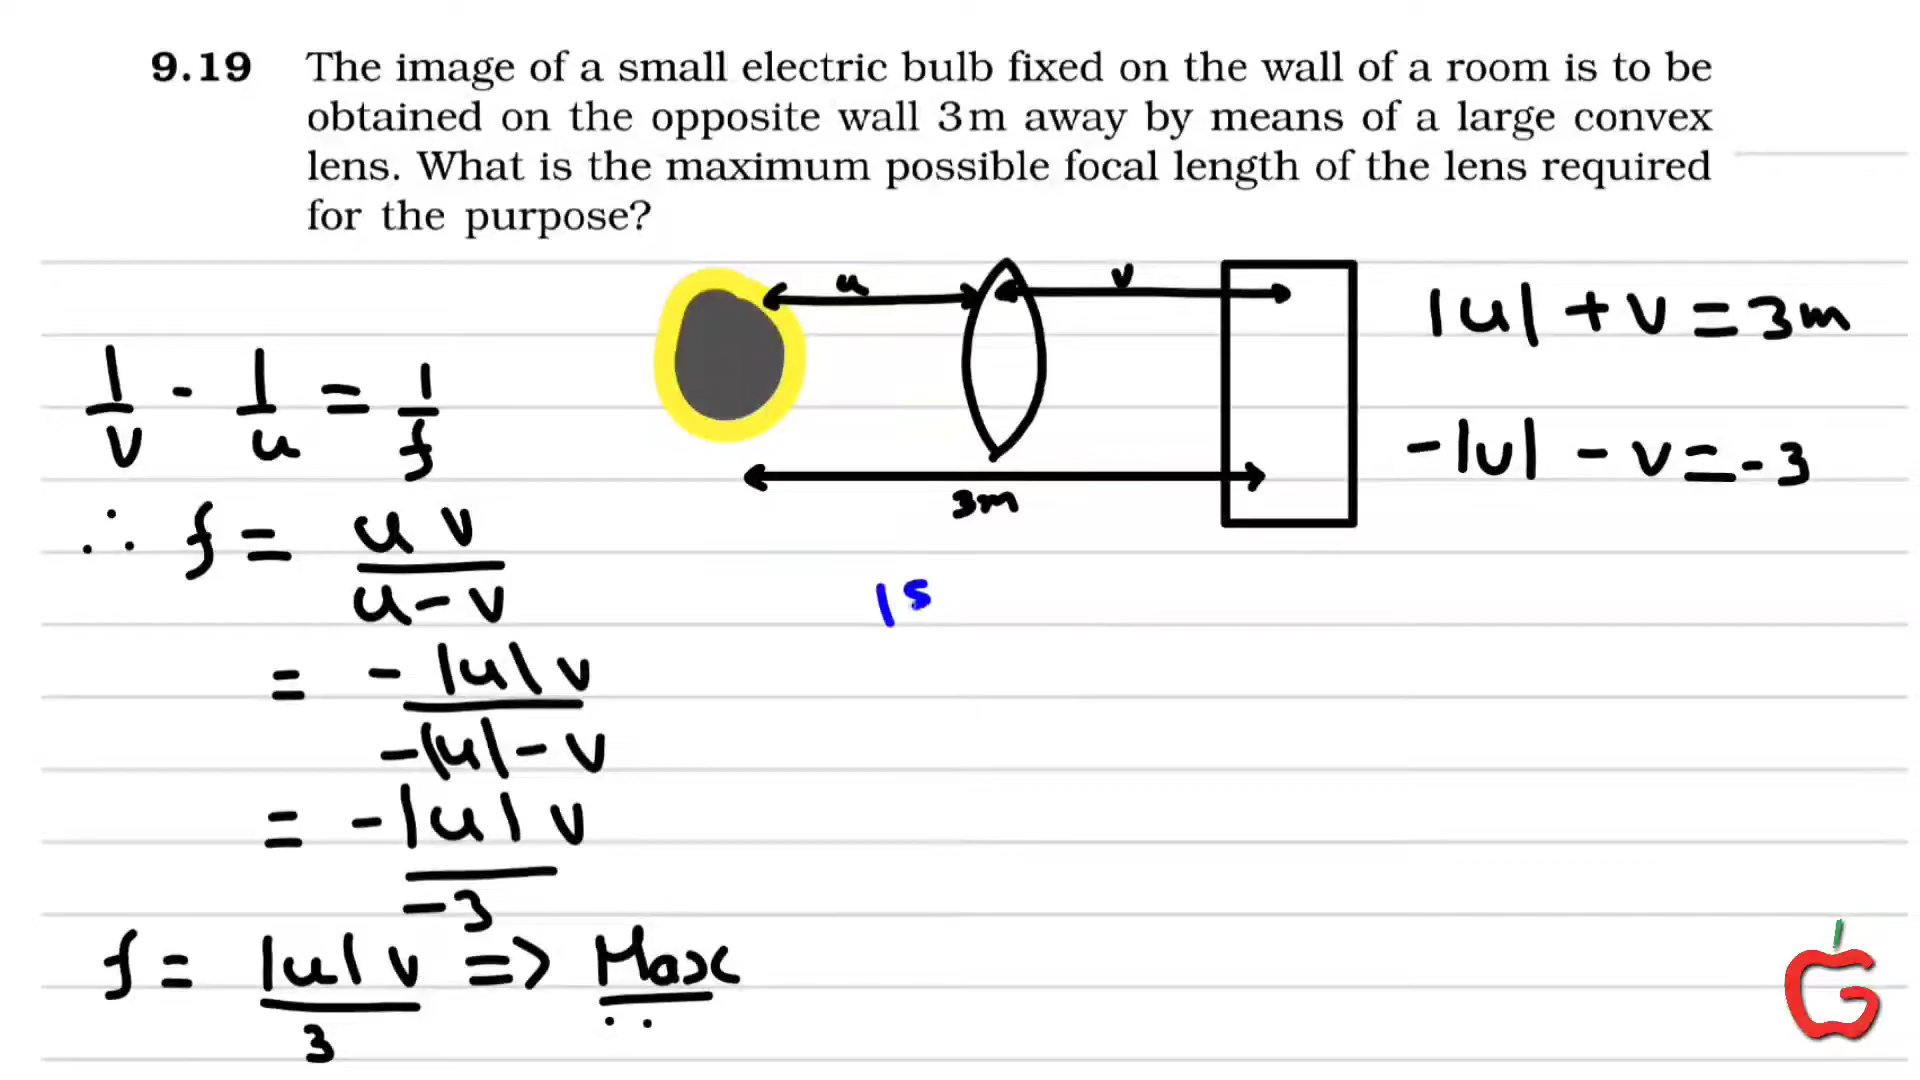 9.19 The image of a small electric bulb fixed on the wall of a room is to be
obtained on the opposite wall 3m away by means of a large convex
lens. What is the maximum possible focal length of the lens required
for the purpose?
u
v
|u| + v = 3m
1/v - 1/u = 1/f
-|u| - v = -3
3m
∴ f = uv/(u-v)
15
= -|u|v/(-|u|-v)
= -|u|v/-3
f = |u|v/3 => Max
G